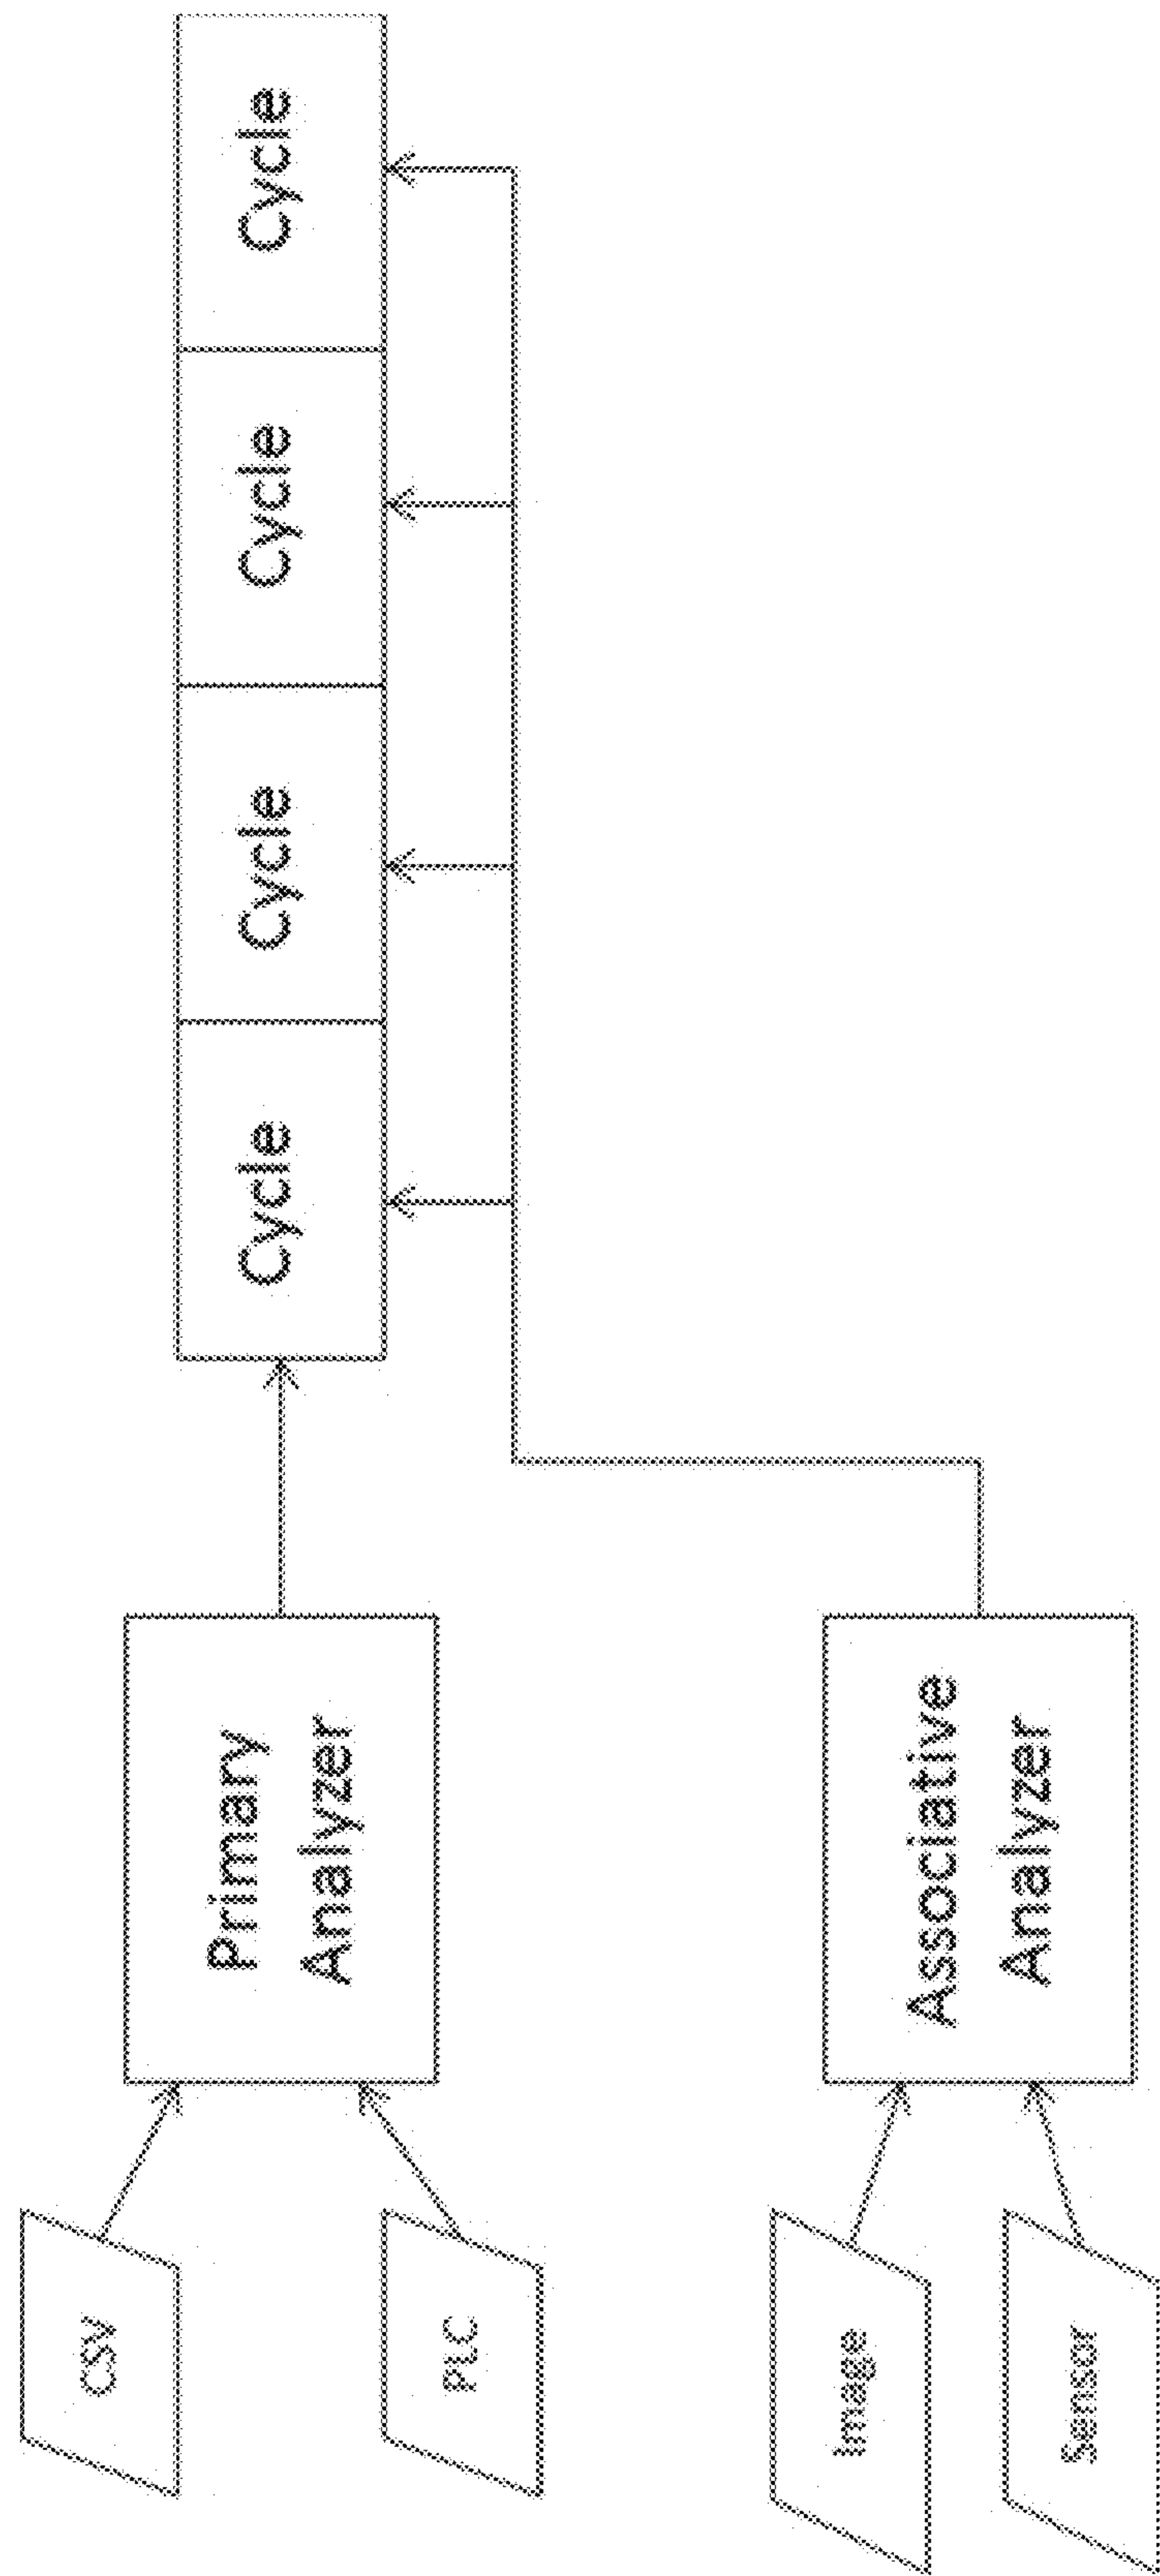 CSV
PLC
Primary
Analyzer
Cycle
Cycle
Cycle
Cycle
Image
Sensor
Associative
Analyzer